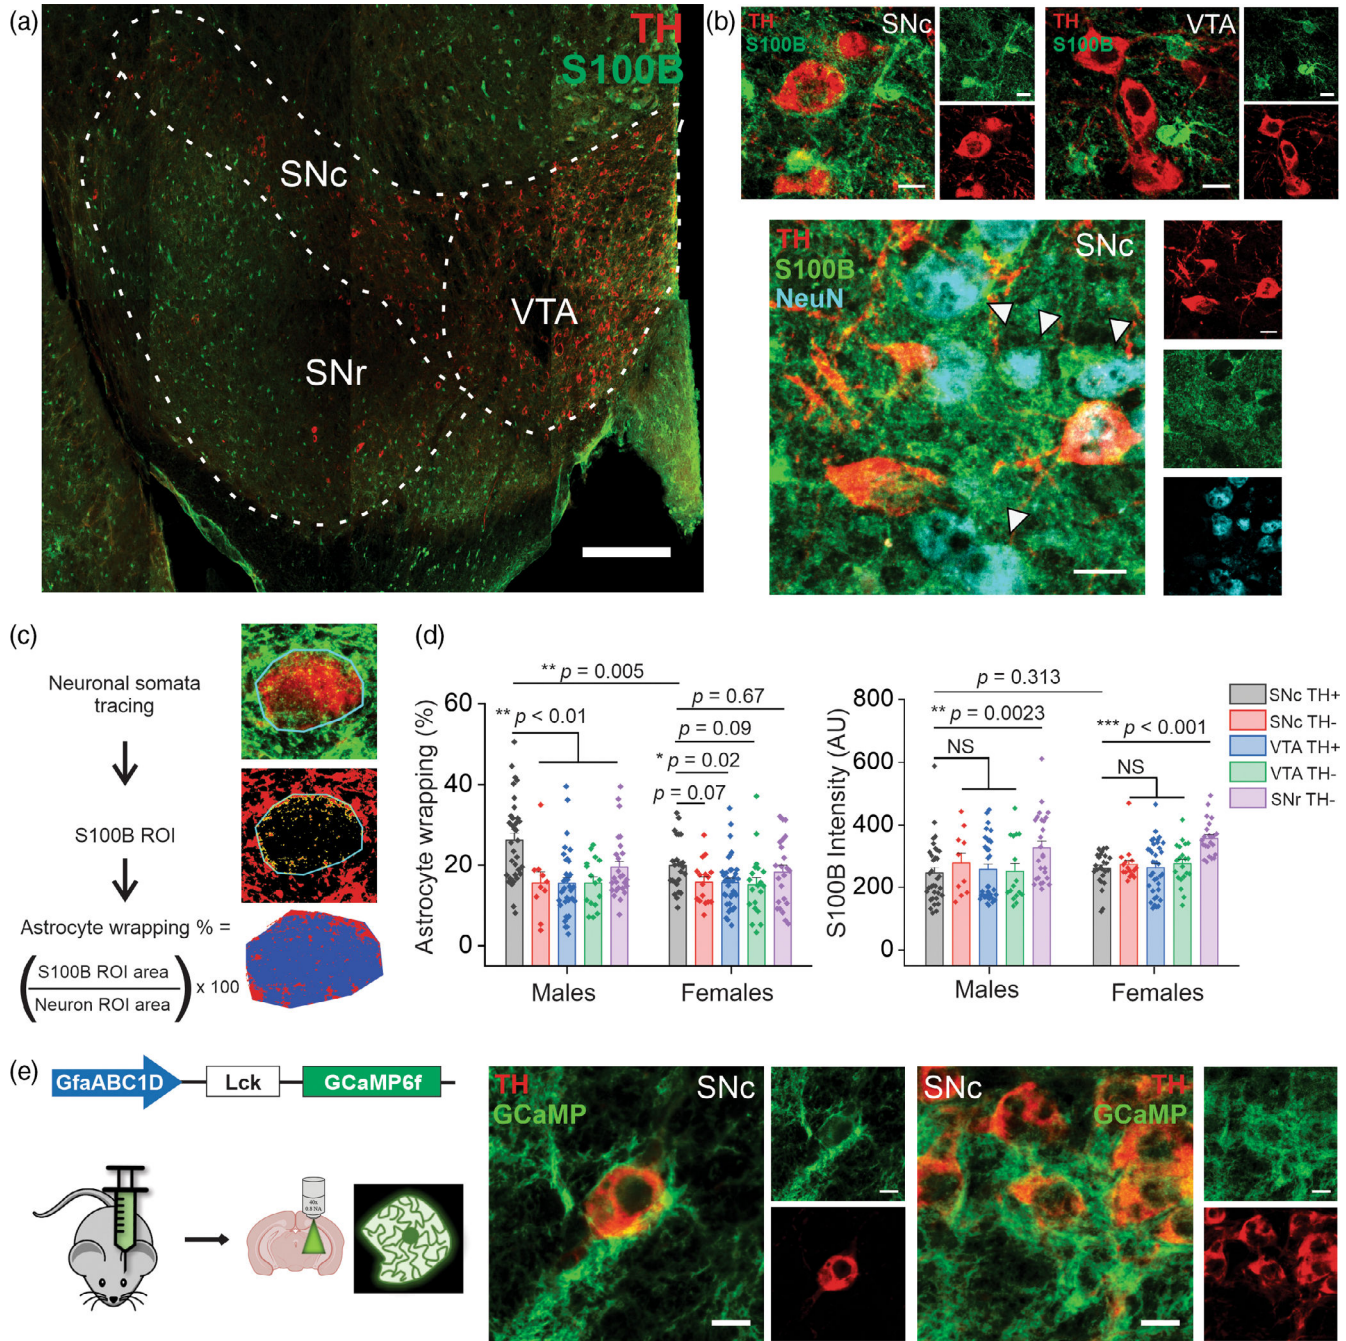 (a)
TH
S100B
SNc
VTA
SNr
(b)
TH
S100B
SNc
TH
S100B
VTA
TH
S100B
NeuN
SNc
(c)
Neuronal somata
tracing
S100B ROI
Astrocyte wrapping % =
(S100B ROI area
Neuron ROI area) x 100
(d)
Astrocyte wrapping (%)
60
40
20
0
** p = 0.005
** p < 0.01
p = 0.67
p = 0.09
* p = 0.02
p = 0.07
Males
Females
S100B Intensity (AU)
800
600
400
200
0
p = 0.313
** p = 0.0023
NS
*** p < 0.001
NS
Males
Females
SNc TH+
SNc TH-
VTA TH+
VTA TH-
SNr TH-
(e)
GfaABC1D
Lck
GCaMP6f
40x
0.8 NA
TH
GCaMP
SNc
SNc
TH
GCaMP